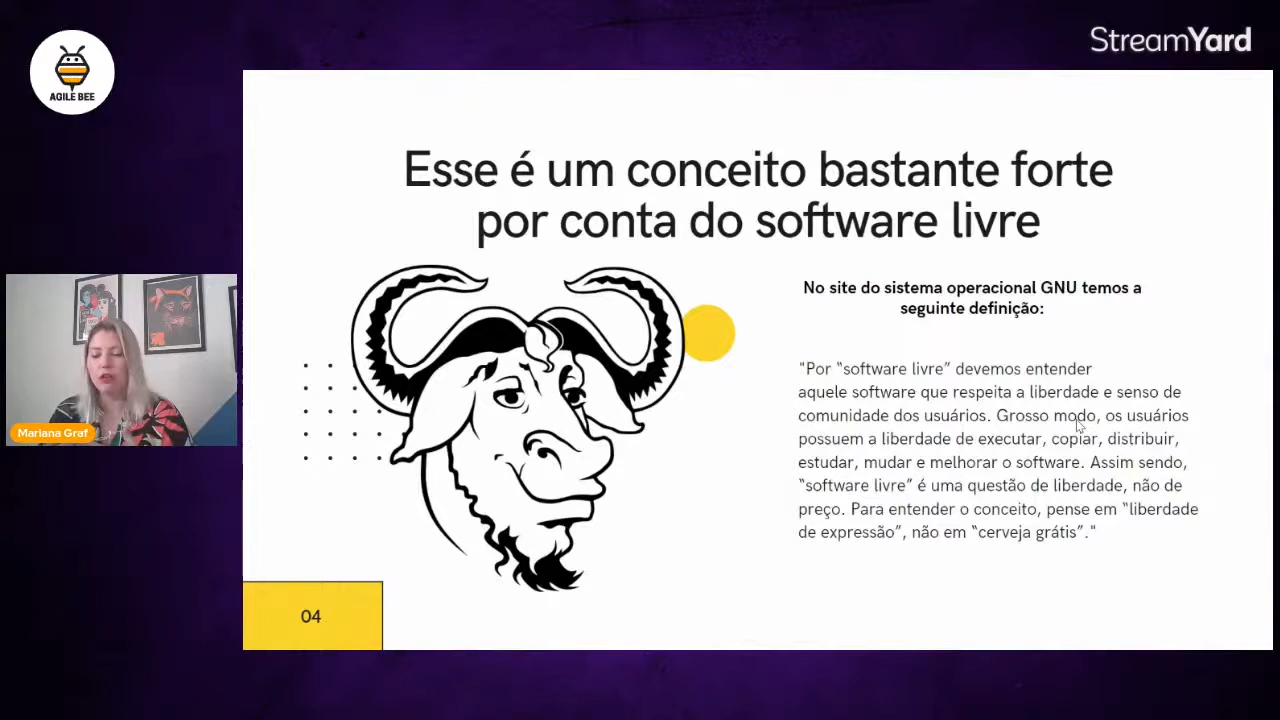 AGILE BEE
StreamYard
Esse é um conceito bastante forte
por conta do software livre
No site do sistema operacional GNU temos a
seguinte definição:
"Por “software livre” devemos entender
aquele software que respeita a liberdade e senso de
comunidade dos usuários. Grosso modo, os usuários
possuem a liberdade de executar, copiar, distribuir,
estudar, mudar e melhorar o software. Assim sendo,
“software livre” é uma questão de liberdade, não de
preço. Para entender o conceito, pense em “liberdade
de expressão”, não em “cerveja grátis”."
Mariana Graf
04